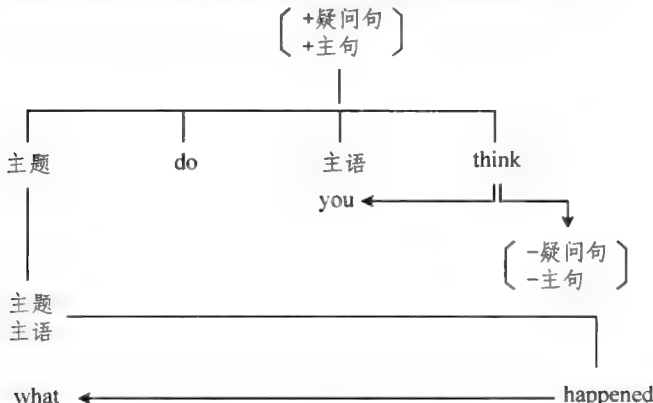 +疑问句
+主句
主题 do 主语 think
you
-疑问句
-主句
主题
主语
what happened